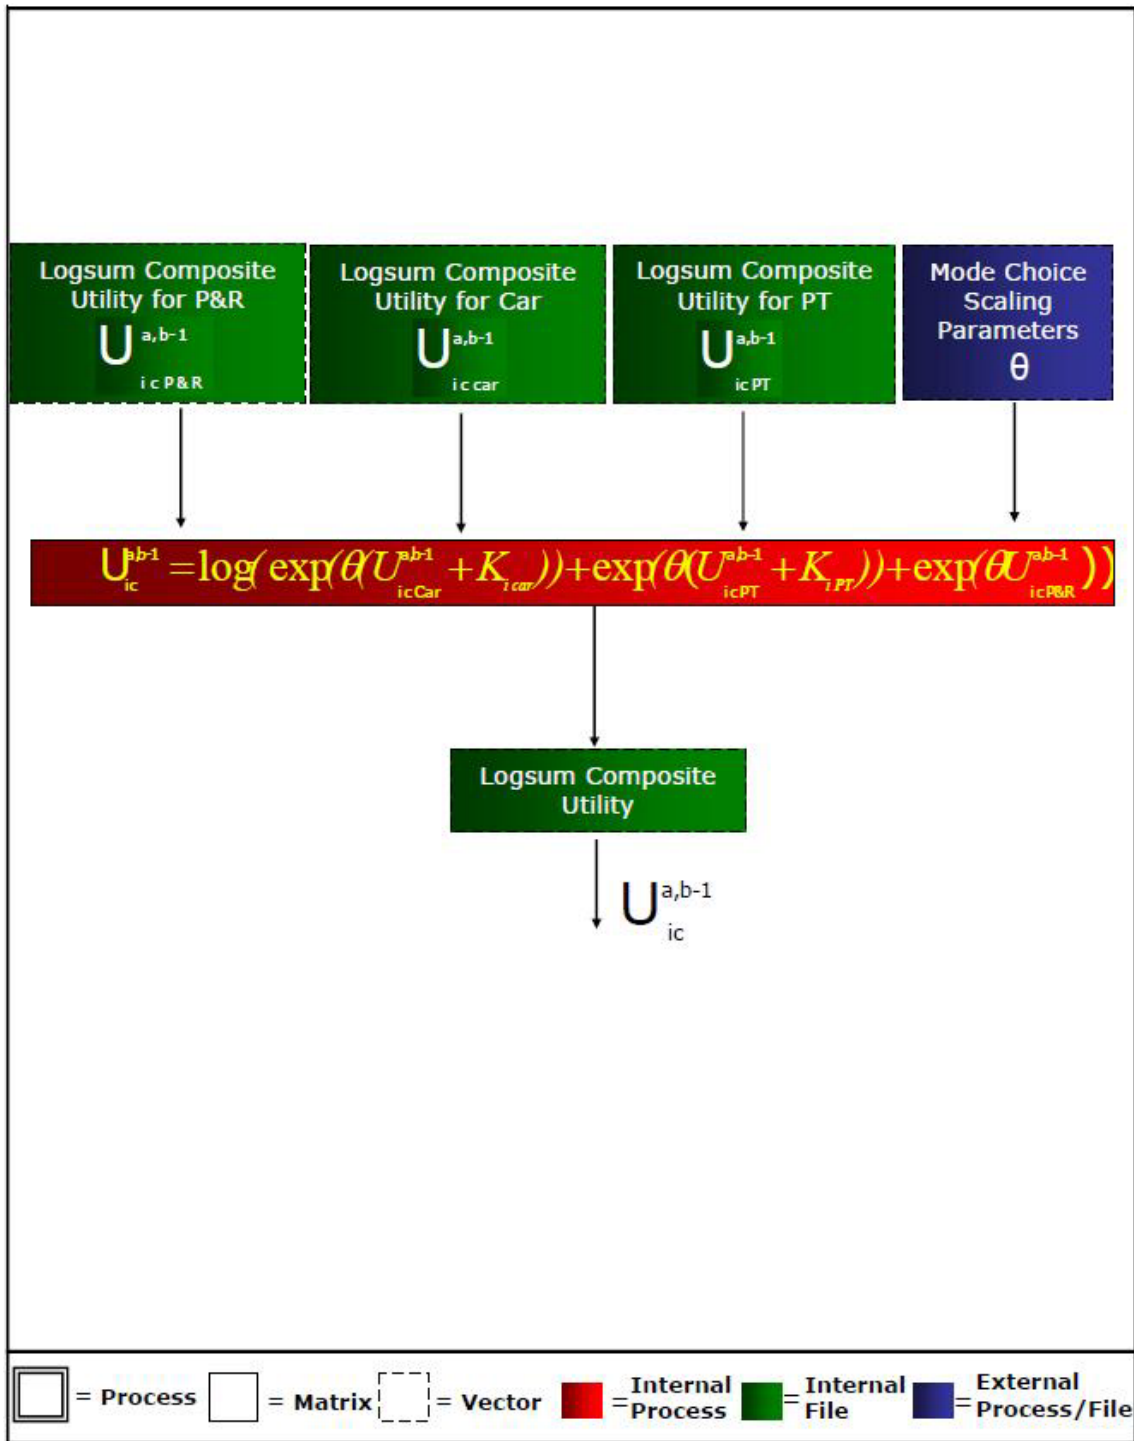 Logsum Composite
Utility for P&R
U a,b-1
i c P&R
Logsum Composite
Utility for Car
U a,b-1
i c car
Logsum Composite
Utility for PT
U a,b-1
i c PT
Mode Choice
Scaling
Parameters
θ
U a,b-1 ic =log(exp(θ(U a,b-1 icCar +K i car))+exp(θ(U a,b-1 icPT +K i PT))+exp(θU a,b-1 icP&R))
Logsum Composite
Utility
U a,b-1
ic
= Process
= Matrix
= Vector
= Internal
Process
= Internal
File
= External
Process/File